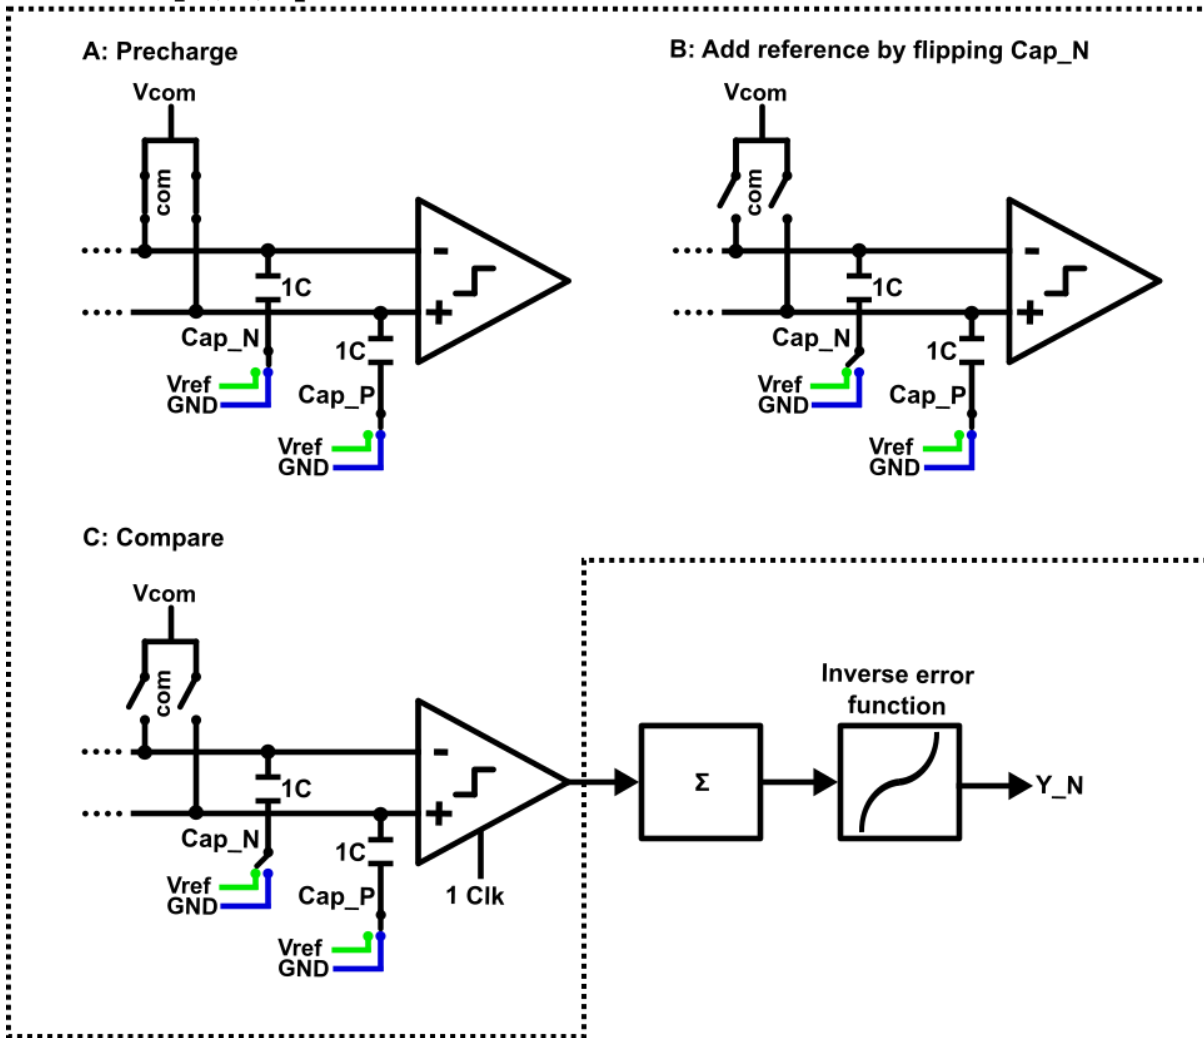 A: Precharge
Vcom
com
-
1C
+
Cap_N
1C
Vref
GND
Cap_P
Vref
GND
B: Add reference by flipping Cap_N
Vcom
com
-
1C
+
Cap_N
1C
Vref
GND
Cap_P
Vref
GND
C: Compare
Vcom
com
-
1C
+
Cap_N
1C
Vref
GND
Cap_P
1 Clk
Vref
GND
Σ
Inverse error
function
Y_N